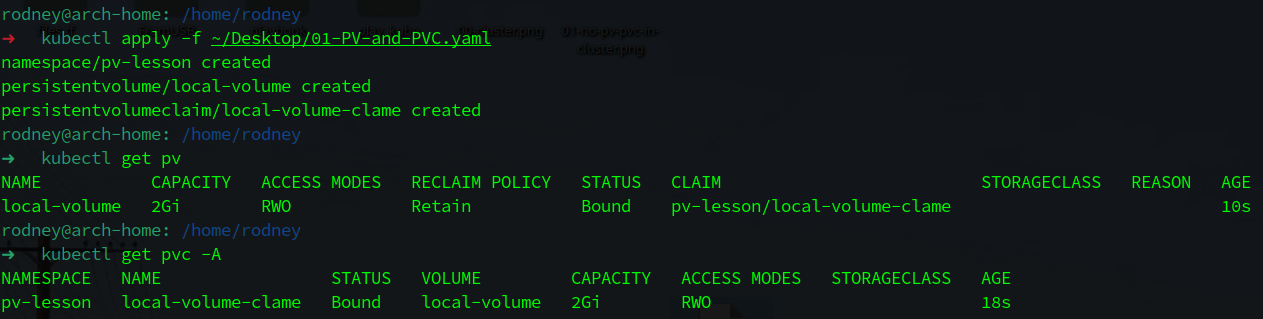 rodney@arch-home: /home/rodney
➜ kubectl apply -f ~/Desktop/01-PV-and-PVC.yaml
namespace/pv-lesson created
persistentvolume/local-volume created
persistentvolumeclaim/local-volume-clame created
rodney@arch-home: /home/rodney
➜ kubectl get pv
NAME CAPACITY ACCESS MODES RECLAIM POLICY STATUS CLAIM STORAGECLASS REASON AGE
local-volume 2Gi RWO Retain Bound pv-lesson/local-volume-clame 10s
rodney@arch-home: /home/rodney
➜ kubectl get pvc -A
NAMESPACE NAME STATUS VOLUME CAPACITY ACCESS MODES STORAGECLASS AGE
pv-lesson local-volume-clame Bound local-volume 2Gi RWO 18s